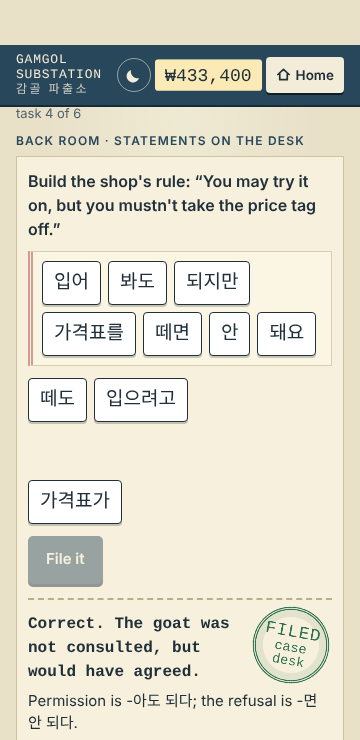 GAMGOL
SUBSTATION
감골 파출소
₩433,400
Home
task 4 of 6
BACK ROOM · STATEMENTS ON THE DESK
Build the shop's rule: “You may try it
on, but you mustn't take the price tag
off.”
입어 봐도 되지만
가격표를 떼면 안 돼요
떼도 입으려고
가격표가
File it
Correct. The goat was
not consulted, but
would have agreed.
FILED
case
desk
Permission is -아도 되다; the refusal is -면
안 되다.